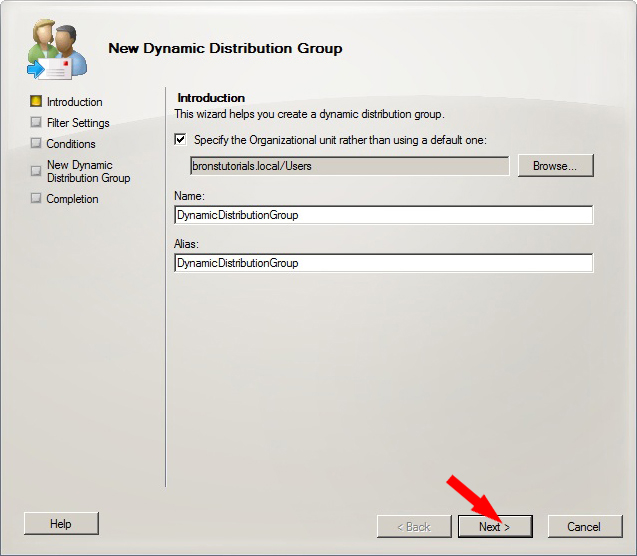 New Dynamic Distribution Group
Introduction
Filter Settings
Conditions
New Dynamic
Distribution Group
Completion
Introduction
This wizard helps you create a dynamic distribution group.
Specify the Organizational unit rather than using a default one:
bronstutorials.local/Users
Browse...
Name:
DynamicDistributionGroup
Alias:
DynamicDistributionGroup
Help
< Back
Next >
Cancel